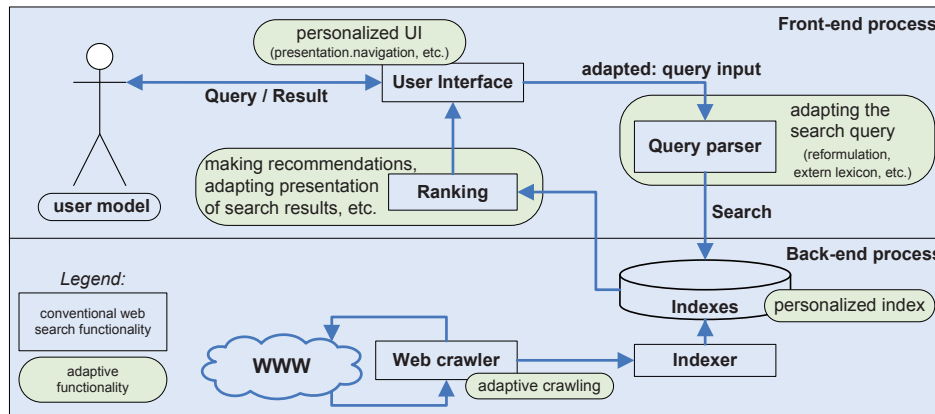 Front-end process
personalized UI
(presentation.navigation, etc.)
User Interface
adapted: query input
Query / Result
adapting the
search query
(reformulation,
extern lexicon, etc.)
Query parser
making recommendations,
adapting presentation
of search results, etc.
Ranking
user model
Search
Back-end process
Legend:
conventional web
search functionality
adaptive
functionality
Indexes
personalized index
WWW
Web crawler
adaptive crawling
Indexer